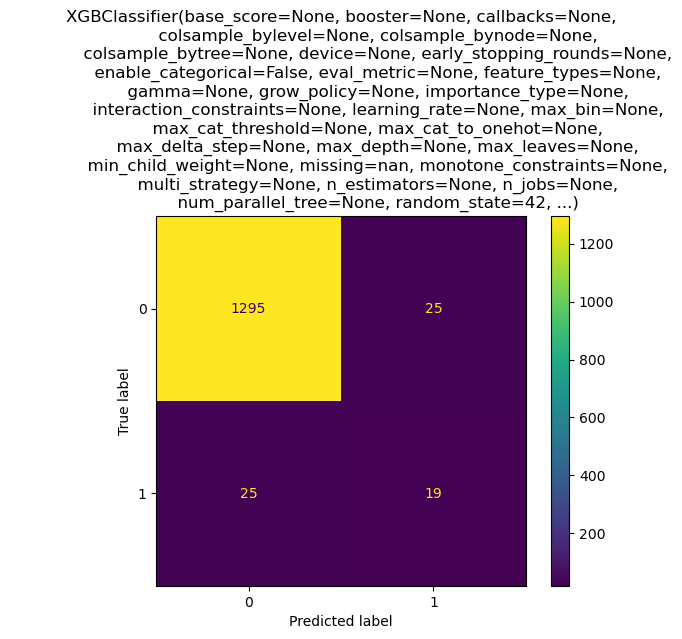 XGBClassifier(base_score=None, booster=None, callbacks=None,
colsample_bylevel=None, colsample_bynode=None,
colsample_bytree=None, device=None, early_stopping_rounds=None,
enable_categorical=False, eval_metric=None, feature_types=None,
gamma=None, grow_policy=None, importance_type=None,
interaction_constraints=None, learning_rate=None, max_bin=None,
max_cat_threshold=None, max_cat_to_onehot=None,
max_delta_step=None, max_depth=None, max_leaves=None,
min_child_weight=None, missing=nan, monotone_constraints=None,
multi_strategy=None, n_estimators=None, n_jobs=None,
num_parallel_tree=None, random_state=42, ...)
0
1295
25
1
25
19
True label
0
1
Predicted label
1200
1000
800
600
400
200